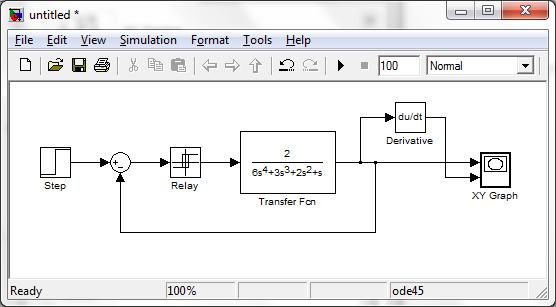 untitled *
File Edit View Simulation Format Tools Help
100 Normal
du/dt
Derivative
+
-
2
6s⁴+3s³+2s²+s
Step
Relay
Transfer Fcn
XY Graph
Ready 100% ode45